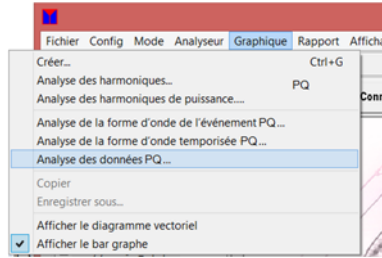 Fichier Config Mode Analyseur Graphique Rapport Afficha
Créer... Ctrl+G
Analyse des harmoniques...
PQ
Analyse des harmoniques de puissance....
Conn
Analyse de la forme d'onde de l'événement PQ...
Analyse de la forme d'onde temporisée PQ...
Analyse des données PQ...
Copier
Enregistrer sous...
Afficher le diagramme vectoriel
Afficher le bar graphe